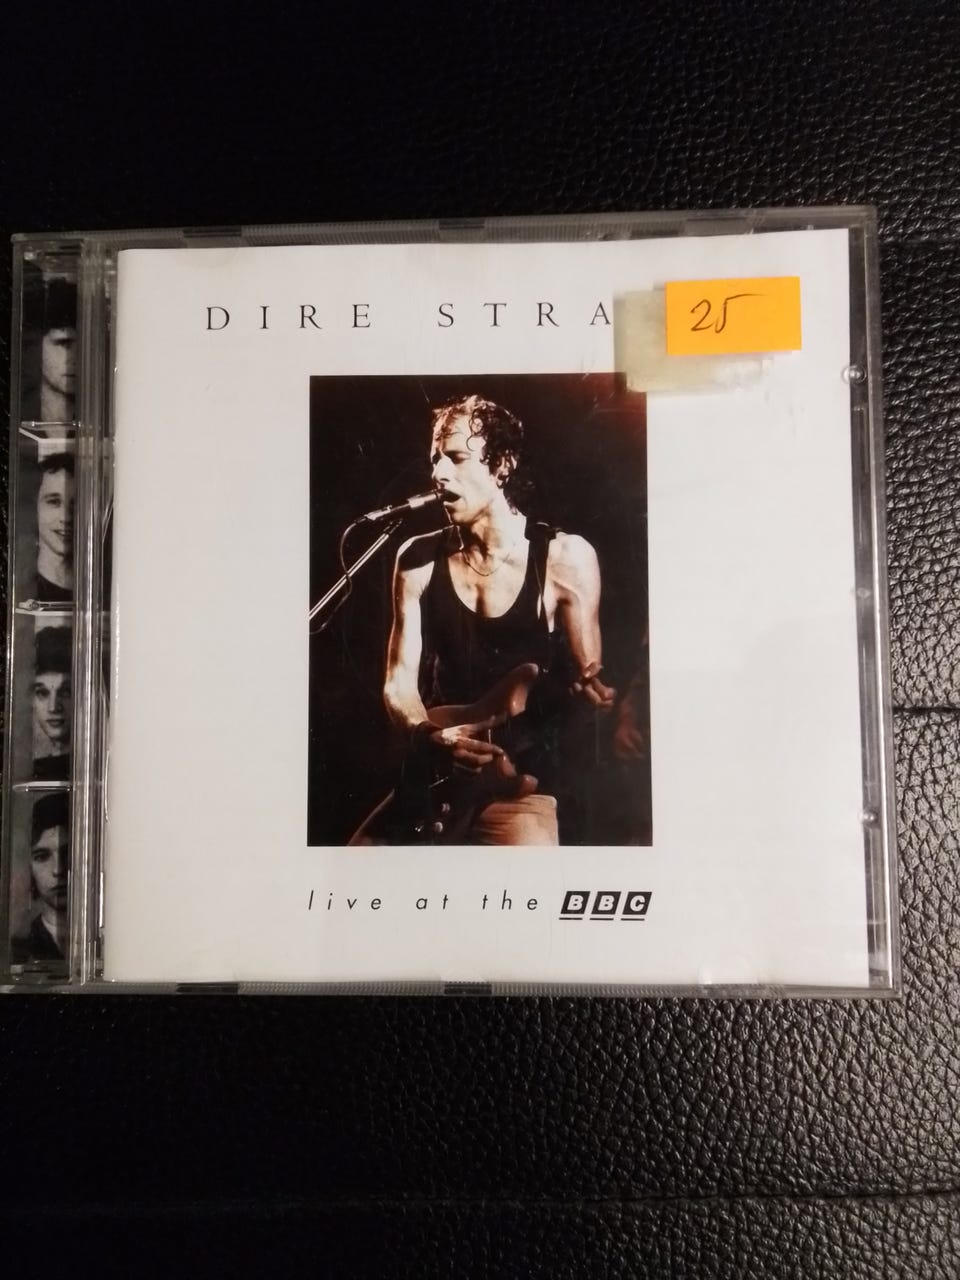 DIRE STRA
25
live at the BBC